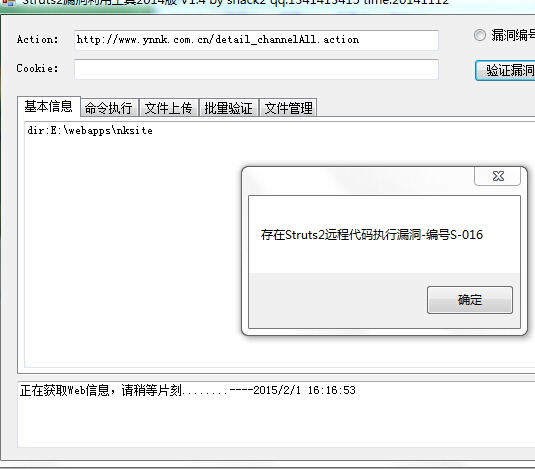 Struts2漏洞利用工具2014版 V1.4 by shack2 qq:1341413415 time:20141112
Action: http://www.ynnk.com.cn/detail_channelAll.action
漏洞编号
Cookie:
验证漏洞
基本信息 命令执行 文件上传 批量验证 文件管理
dir:E:\webapps\nksite
存在Struts2远程代码执行漏洞-编号S-016
确定
正在获取Web信息，请稍等片刻........----2015/2/1 16:16:53